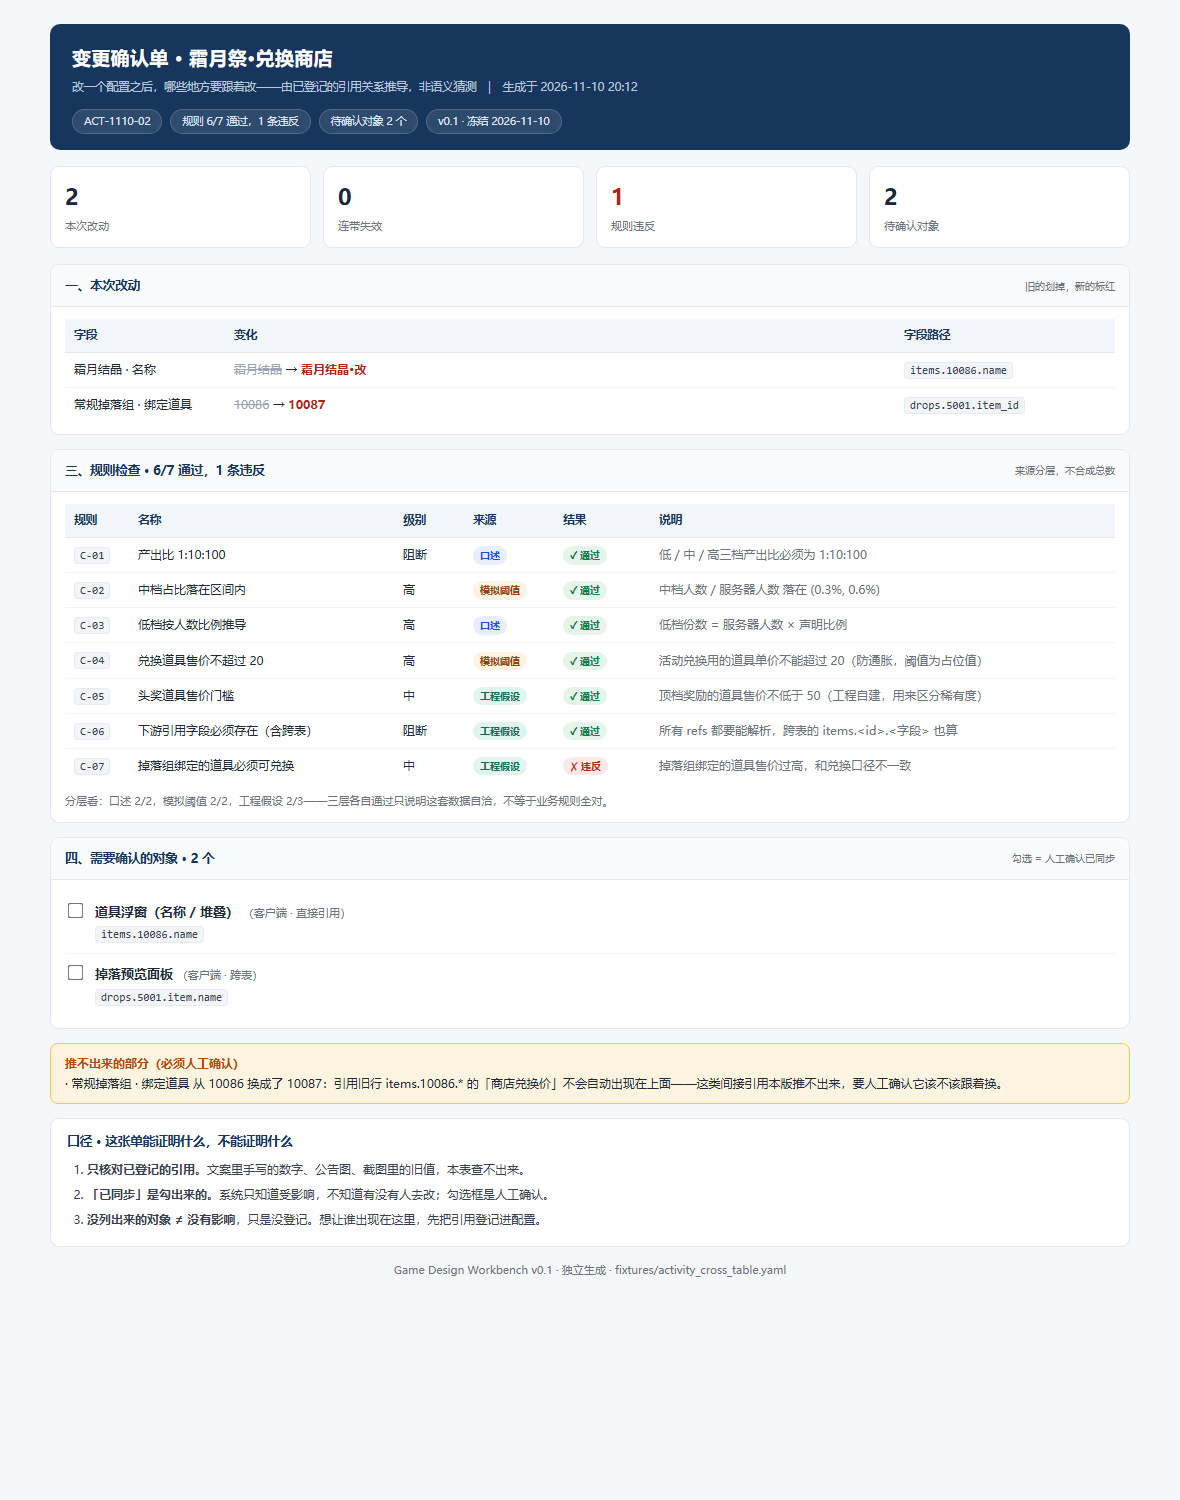 变更确认单 • 霜月祭•兑换商店
改一个配置之后，哪些地方要跟着改——由已登记的引用关系推导，非语义猜测 | 生成于 2026-11-10 20:12
ACT-1110-02 规则 6/7 通过，1 条违反 待确认对象 2 个 v0.1 · 冻结 2026-11-10
2 0 1 2
本次改动 连带失效 规则违反 待确认对象
一、本次改动 旧的划掉，新的标红
字段 变化 字段路径
霜月结晶 · 名称 霜月结晶 → 霜月结晶•改 items.10086.name
常规掉落组 · 绑定道具 10086 → 10087 drops.5001.item_id
三、规则检查 • 6/7 通过，1 条违反 来源分层，不合成总数
规则 名称 级别 来源 结果 说明
C-01 产出比 1:10:100 阻断 口述 ✓ 通过 低 / 中 / 高三档产出比必须为 1:10:100
C-02 中档占比落在区间内 高 模拟阈值 ✓ 通过 中档人数 / 服务器人数 落在 (0.3%, 0.6%)
C-03 低档按人数比例推导 高 口述 ✓ 通过 低档份数 = 服务器人数 × 声明比例
C-04 兑换道具售价不超过 20 高 模拟阈值 ✓ 通过 活动兑换用的道具单价不能超过 20（防通胀，阈值为占位值）
C-05 头奖道具售价门槛 中 工程假设 ✓ 通过 顶档奖励的道具售价不低于 50（工程自建，用来区分稀有度）
C-06 下游引用字段必须存在（含跨表） 阻断 工程假设 ✓ 通过 所有 refs 都要能解析，跨表的 items.<id>.<字段> 也算
C-07 掉落组绑定的道具必须可兑换 中 工程假设 ✗ 违反 掉落组绑定的道具售价过高，和兑换口径不一致
分层看：口述 2/2，模拟阈值 2/2，工程假设 2/3——三层各自通过只说明这套数据自洽，不等于业务规则全对。
四、需要确认的对象 • 2 个 勾选 = 人工确认已同步
道具浮窗（名称 / 堆叠） （客户端 · 直接引用）
items.10086.name
掉落预览面板 （客户端 · 跨表）
drops.5001.item.name
推不出来的部分（必须人工确认）
· 常规掉落组 · 绑定道具 从 10086 换成了 10087：引用旧行 items.10086.* 的「商店兑换价」不会自动出现在上面——这类间接引用本版推不出来，要人工确认它该不该跟着换。
口径 • 这张单能证明什么，不能证明什么
1. 只核对已登记的引用。文案里手写的数字、公告图、截图里的旧值，本表查不出来。
2. 「已同步」是勾出来的。系统只知道受影响，不知道有没有人去改；勾选框是人工确认。
3. 没列出来的对象 ≠ 没有影响，只是没登记。想让谁出现在这里，先把引用登记进配置。
Game Design Workbench v0.1 · 独立生成 · fixtures/activity_cross_table.yaml